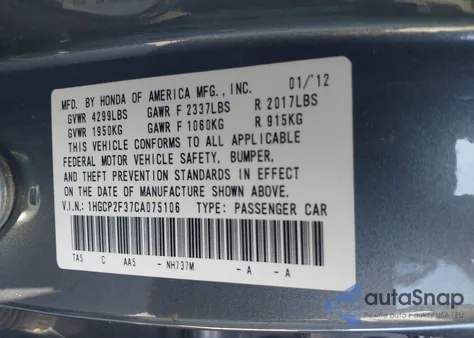 MFD. BY HONDA OF AMERICA MFG., INC. 01/'12
GVWR 4299LBS GAWR F 2337LBS R 2017LBS
GVWR 1950KG GAWR F 1060KG R 915KG
THIS VEHICLE CONFORMS TO ALL APPLICABLE
FEDERAL MOTOR VEHICLE SAFETY, BUMPER,
AND THEFT PREVENTION STANDARDS IN EFFECT
ON THE DATE OF MANUFACTURE SHOWN ABOVE.
V.I.N.: 1HGCP2F37CA075106 TYPE: PASSENGER CAR
TA5 C AA5 - NH737M - A - A
autoSnap